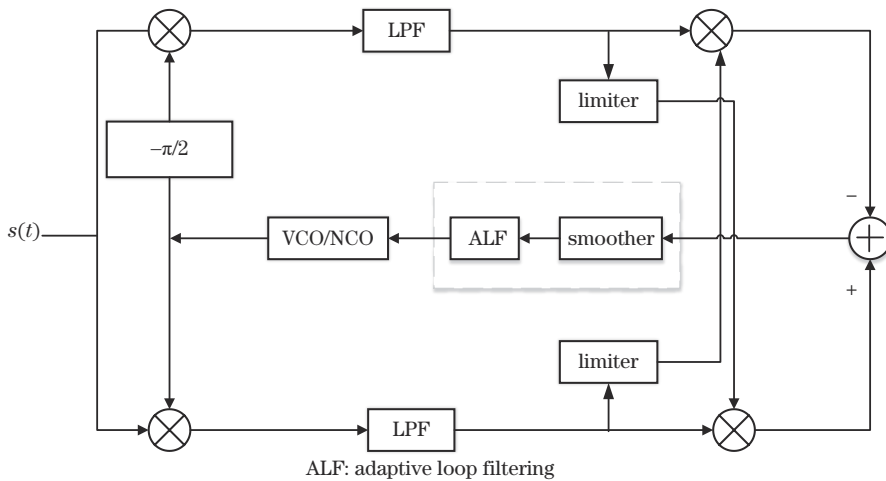 LPF
limiter
−π/2
s(t)
VCO/NCO
ALF
smoother
−
+
limiter
LPF
ALF: adaptive loop filtering